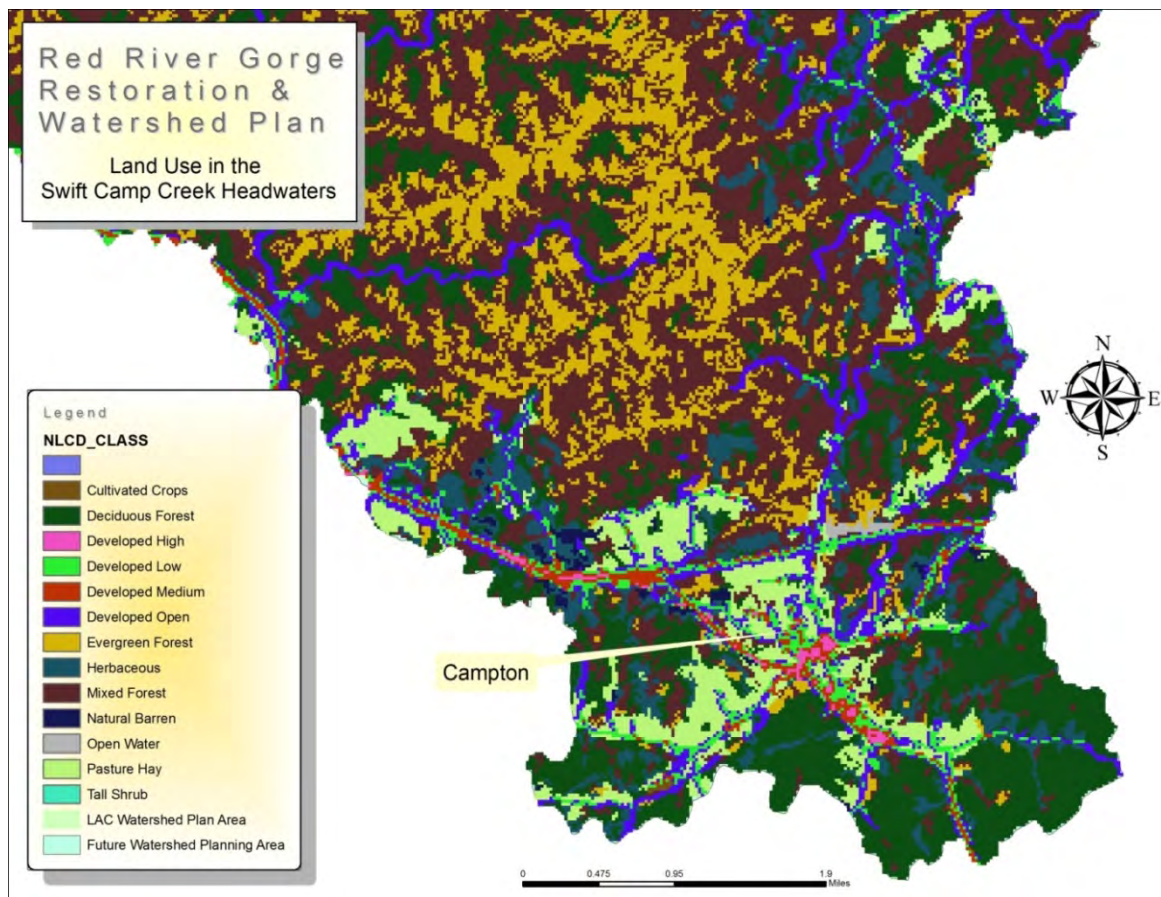 Red River Gorge
Restoration &
Watershed Plan
Land Use in the
Swift Camp Creek Headwaters
N
W
E
S
Legend
NLCD_CLASS
Cultivated Crops
Deciduous Forest
Developed High
Developed Low
Developed Medium
Developed Open
Evergreen Forest
Herbaceous
Mixed Forest
Natural Barren
Open Water
Pasture Hay
Tall Shrub
LAC Watershed Plan Area
Future Watershed Planning Area
Campton
0 0.475 0.95 1.9
Miles